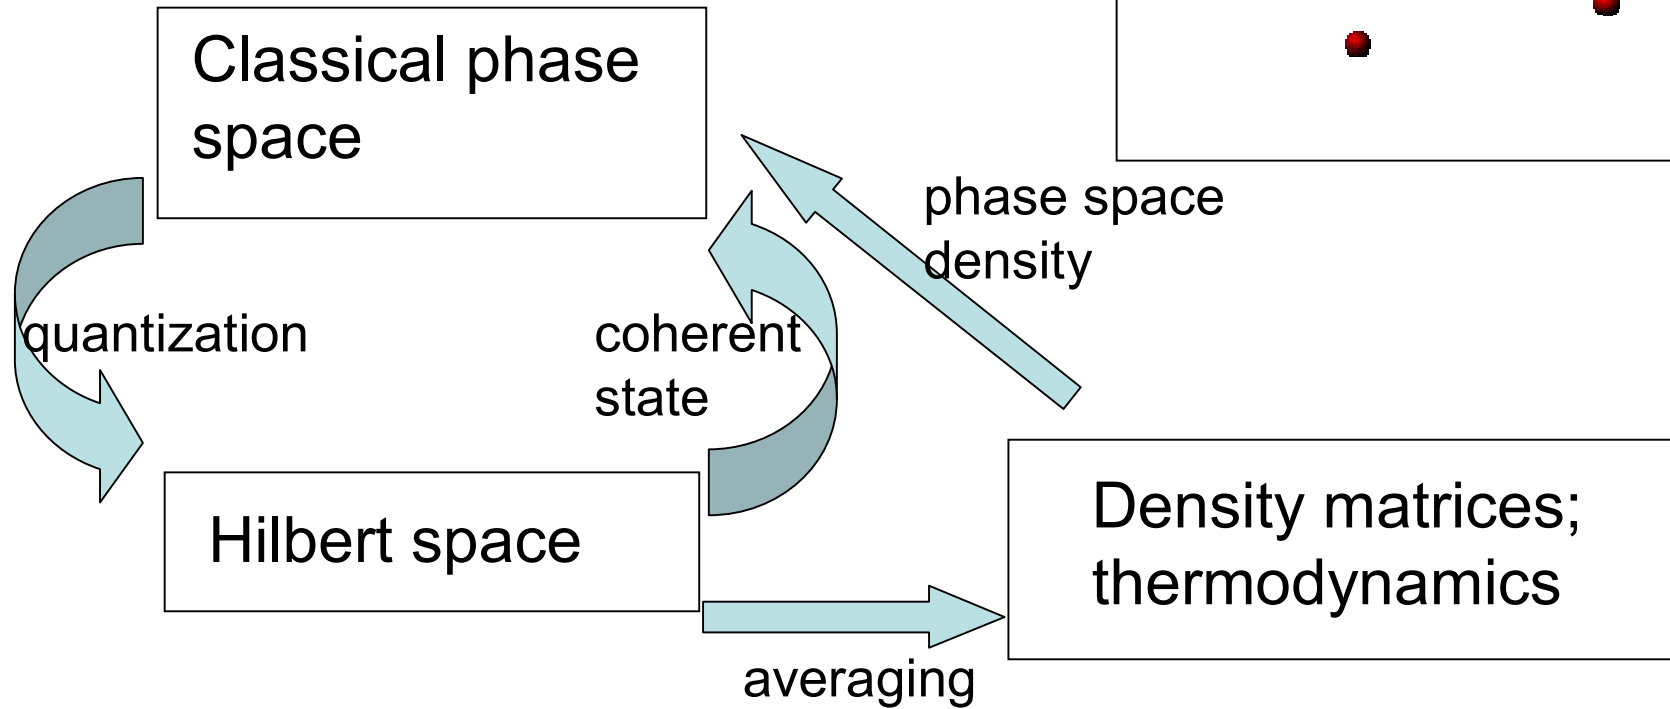 Classical phase
space
phase space
density
quantization
coherent
state
Hilbert space
Density matrices;
thermodynamics
averaging